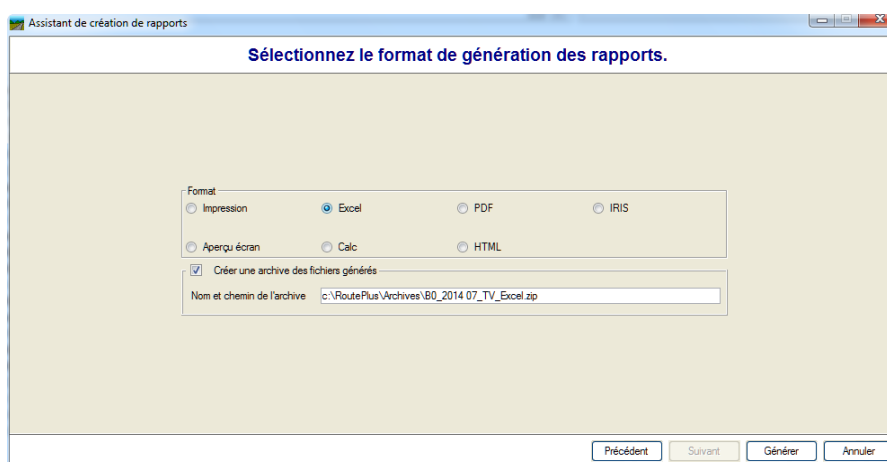 Assistant de création de rapports
Sélectionnez le format de génération des rapports.
Format
Impression Excel PDF IRIS
Aperçu écran Calc HTML
Créer une archive des fichiers générés
Nom et chemin de l'archive c:\RoutePlus\Archives\B0_2014 07_TV_Excel.zip
Précédent Suivant Générer Annuler